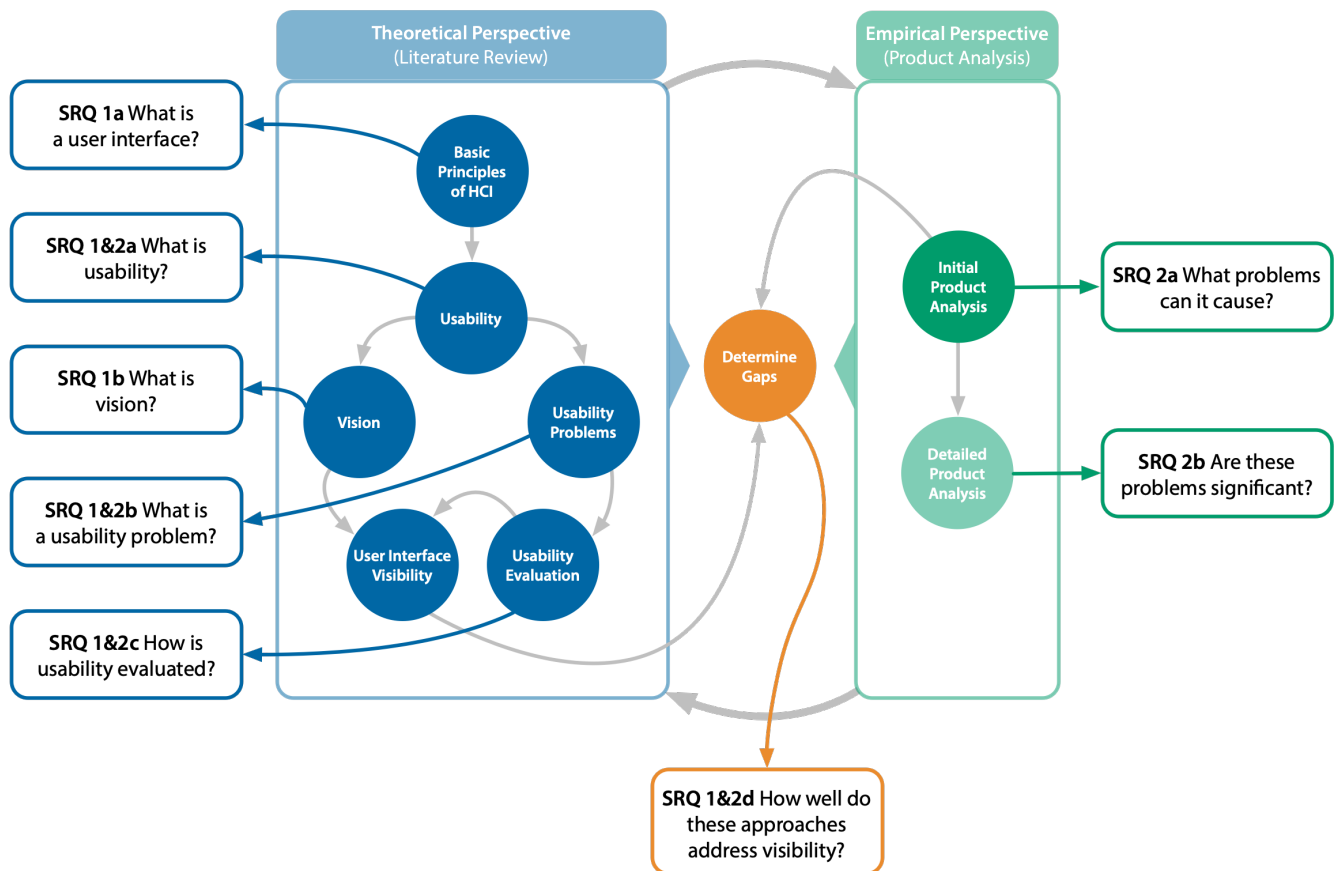 Theoretical Perspective
(Literature Review)
Empirical Perspective
(Product Analysis)
SRQ 1a What is
a user interface?
SRQ 1&2a What is
usability?
SRQ 1b What is
vision?
SRQ 1&2b What is
a usability problem?
SRQ 1&2c How is
usability evaluated?
Basic
Principles
of HCI
Usability
Vision
Usability
Problems
User Interface
Visibility
Usability
Evaluation
Determine
Gaps
Initial
Product
Analysis
Detailed
Product
Analysis
SRQ 2a What problems
can it cause?
SRQ 2b Are these
problems significant?
SRQ 1&2d How well do
these approaches
address visibility?